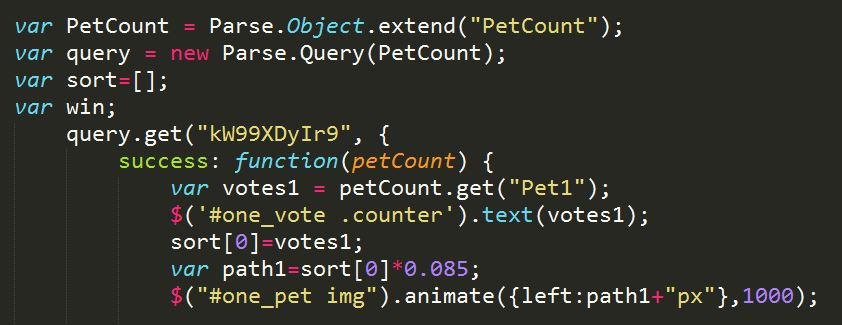 var PetCount = Parse.Object.extend("PetCount");
var query = new Parse.Query(PetCount);
var sort=[];
var win;
    query.get("kW99XDyIr9", {
        success: function(petCount) {
            var votes1 = petCount.get("Pet1");
            $('#one_vote .counter').text(votes1);
            sort[0]=votes1;
            var path1=sort[0]*0.085;
            $("#one_pet img").animate({left:path1+"px"},1000);